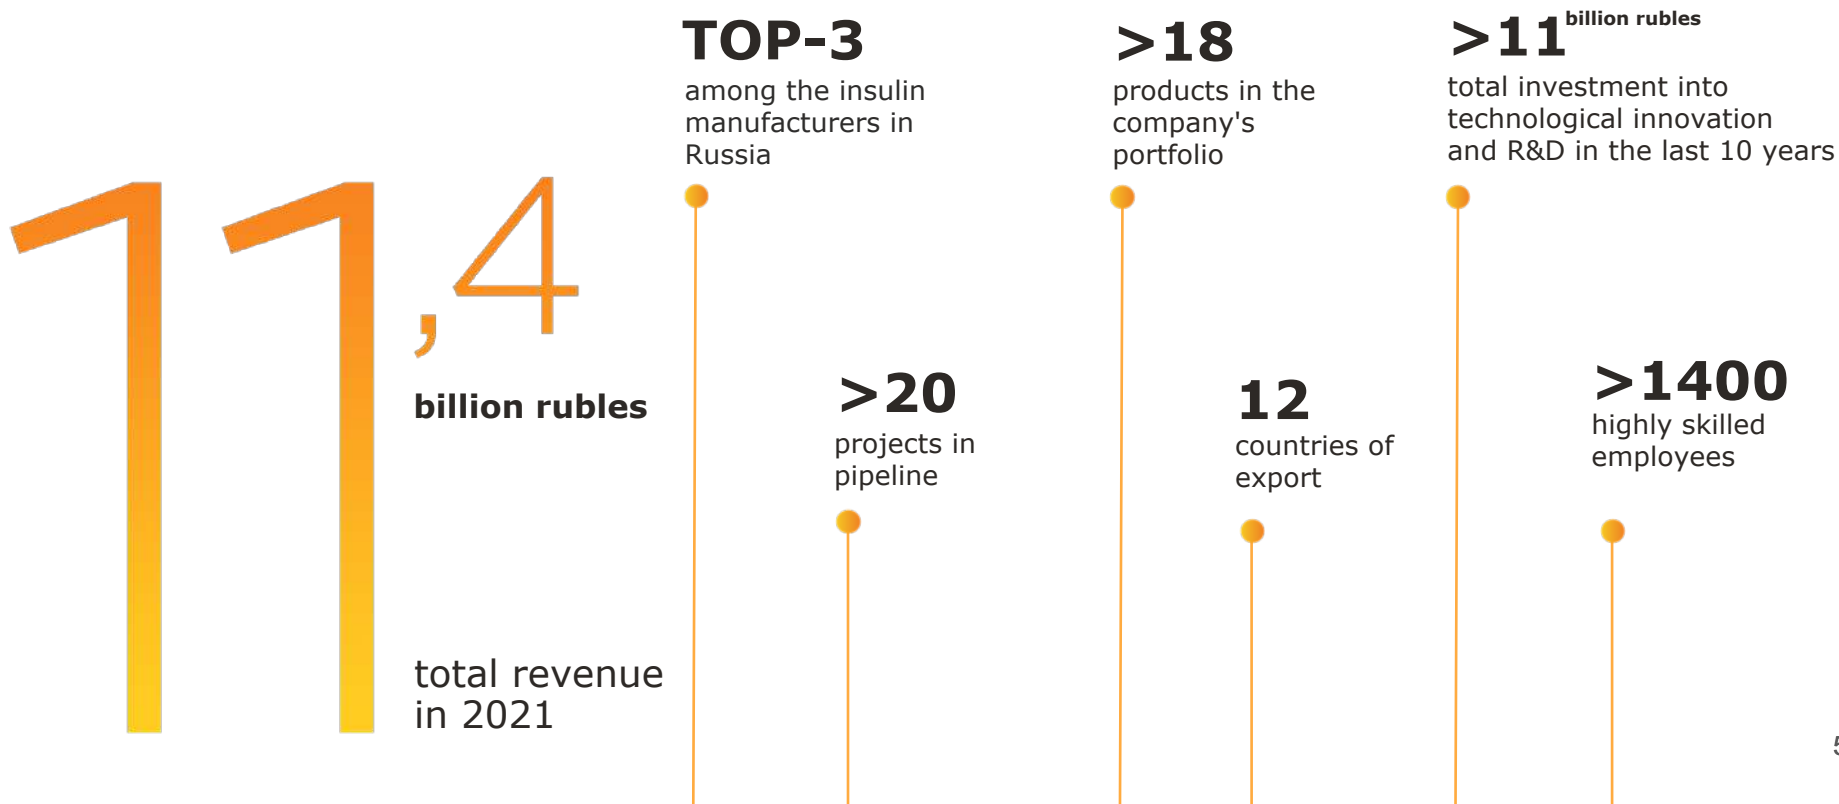 11,4
billion rubles
total revenue
in 2021
TOP-3
among the insulin
manufacturers in
Russia
>20
projects in
pipeline
>18
products in the
company's
portfolio
12
countries of
export
>11 billion rubles
total investment into
technological innovation
and R&D in the last 10 years
>1400
highly skilled
employees
5